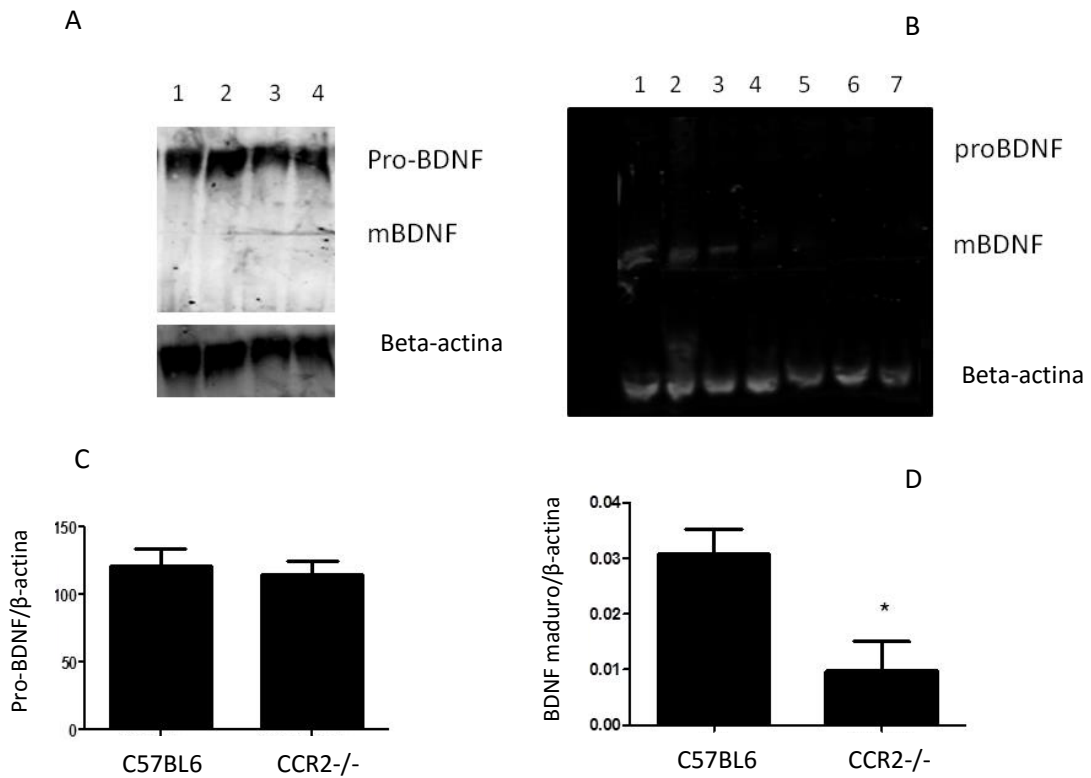 A
1 2 3 4
Pro-BDNF
mBDNF
Beta-actina
B
1 2 3 4 5 6 7
proBDNF
mBDNF
Beta-actina
C
Pro-BDNF/β-actina
150
100
50
0
C57BL6 CCR2-/-
D
BDNF maduro/β-actina
0.04
0.03
0.02
0.01
0.00
*
C57BL6 CCR2-/-